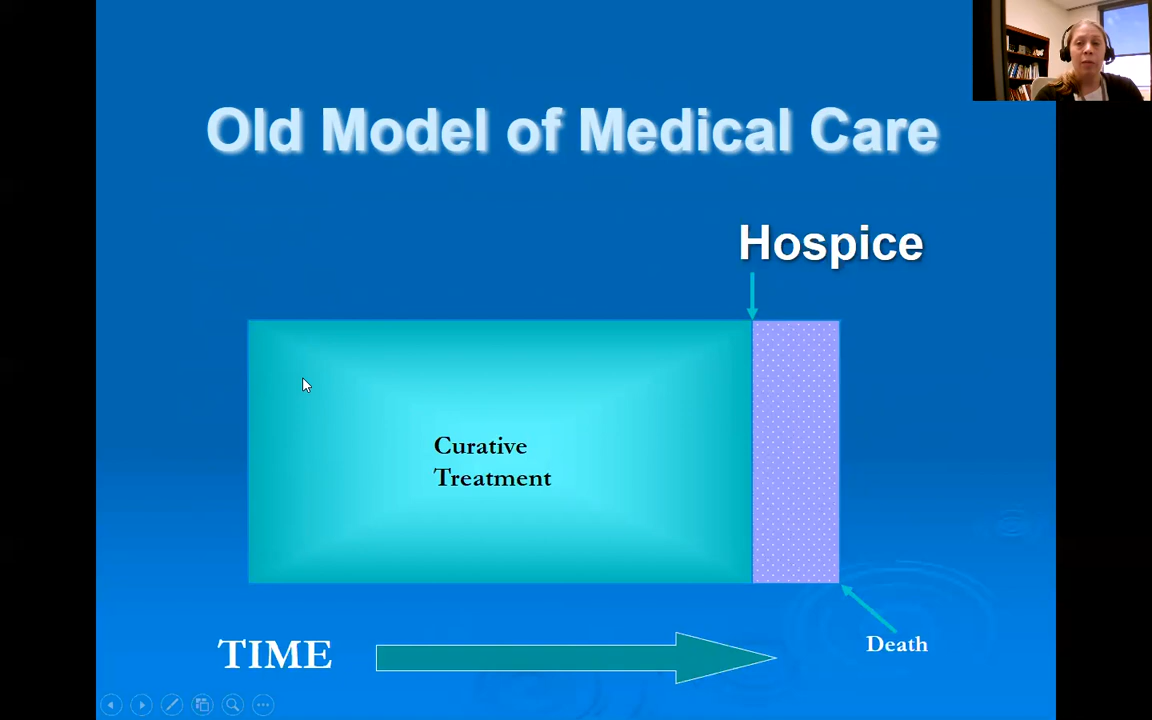 Old Model of Medical Care
Hospice
Curative
Treatment
Death
TIME